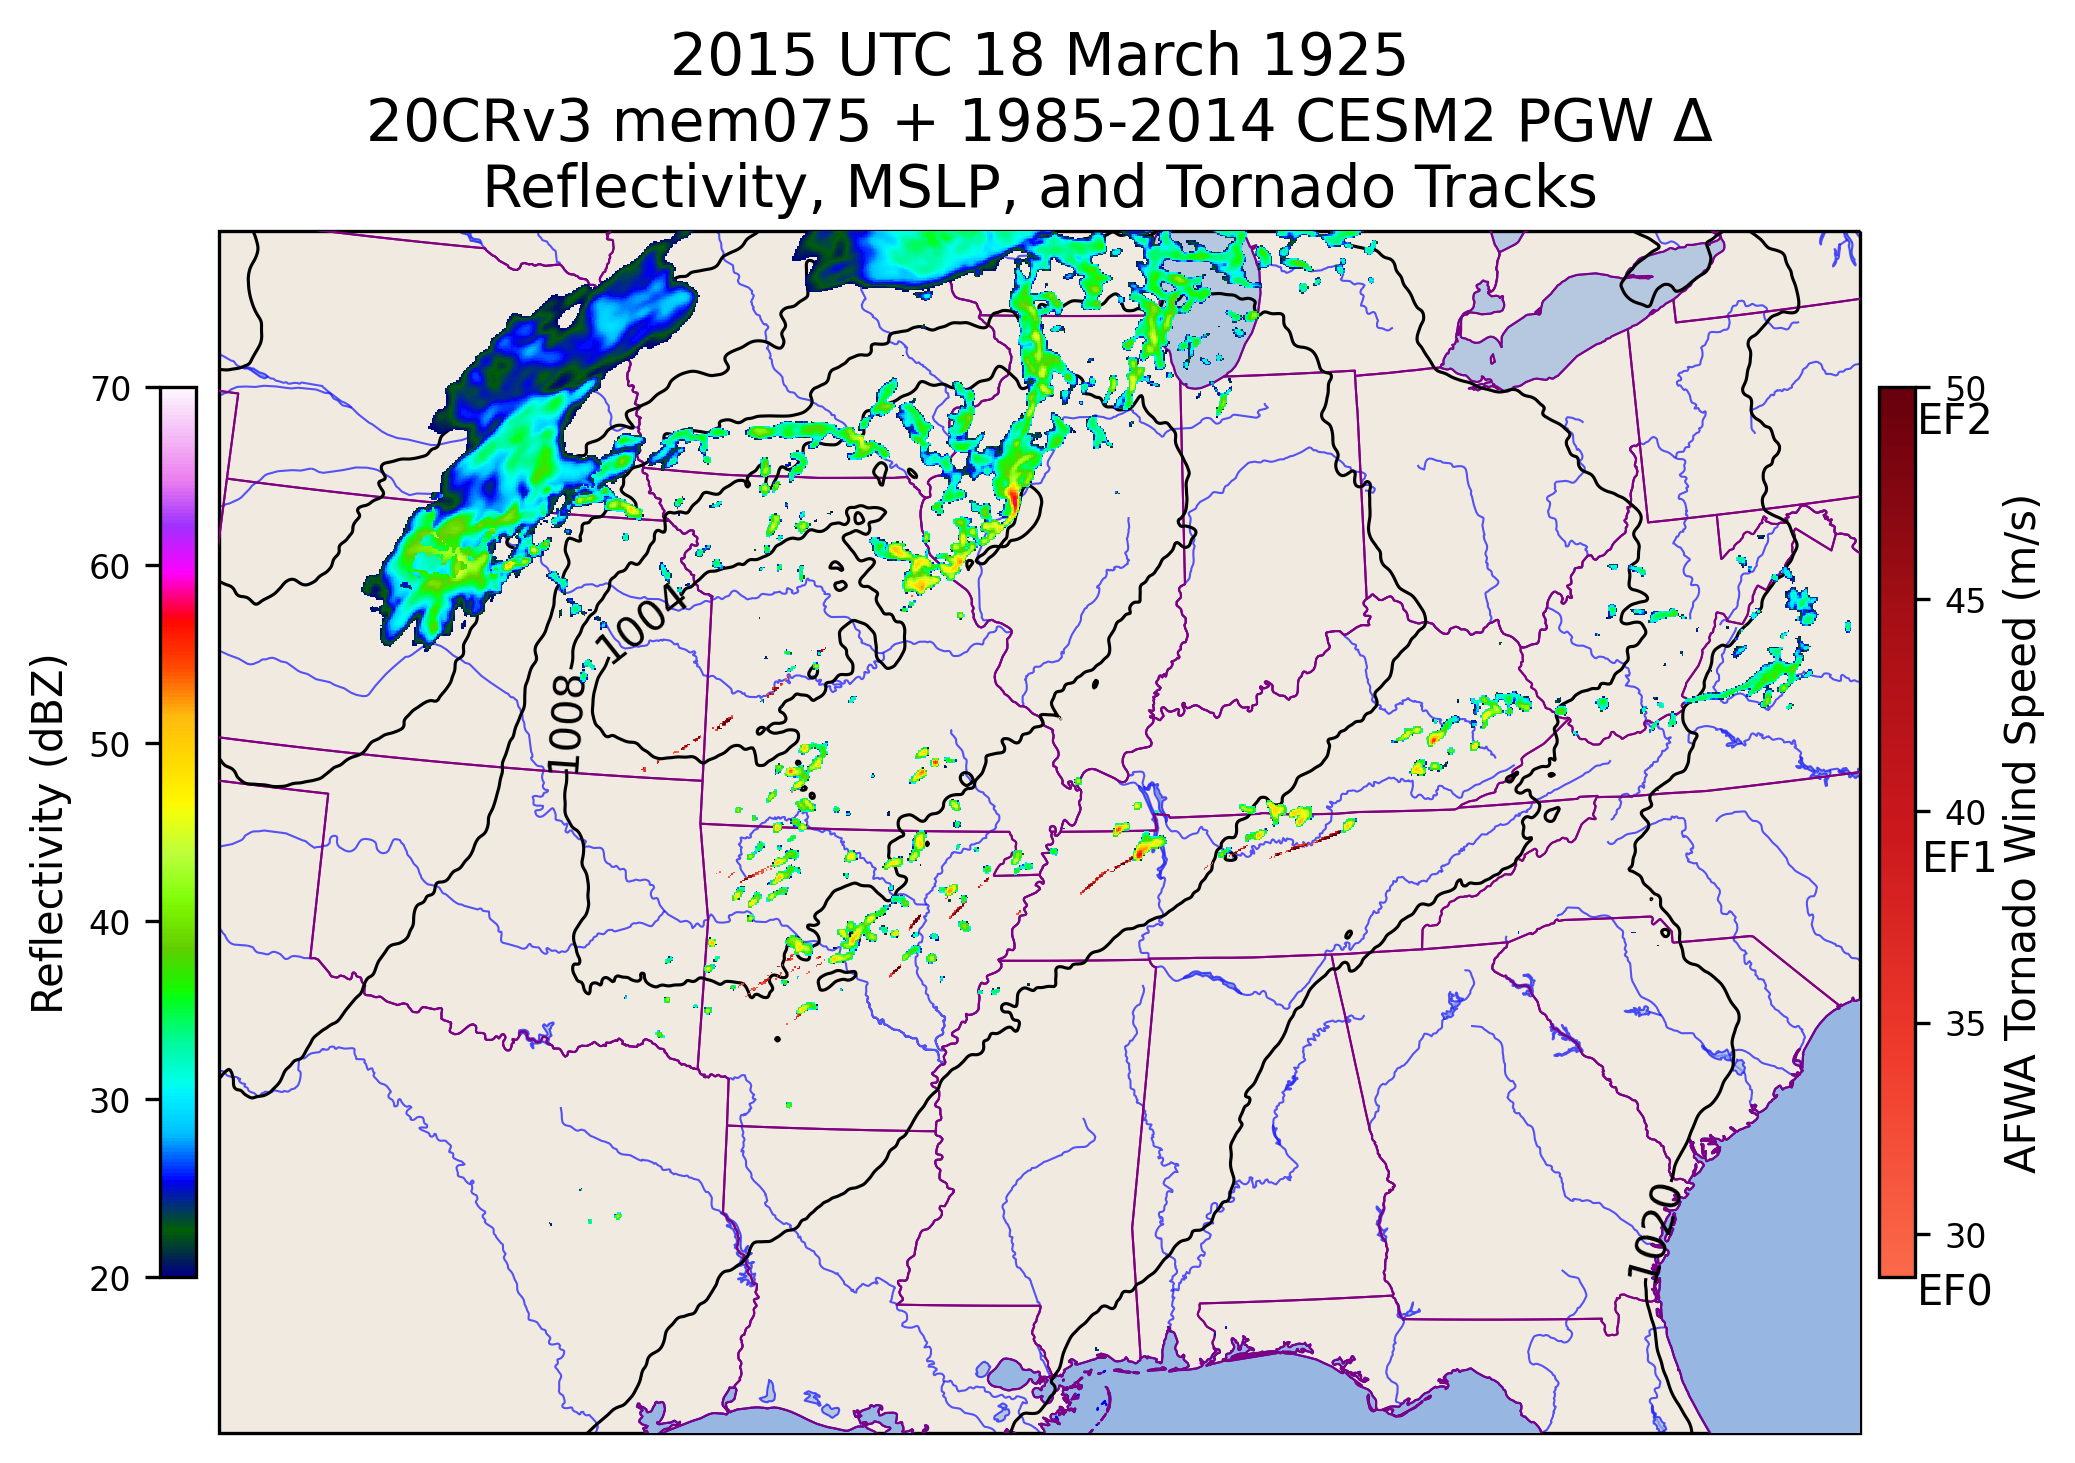 2015 UTC 18 March 1925
20CRv3 mem075 + 1985-2014 CESM2 PGW Δ
Reflectivity, MSLP, and Tornado Tracks
70
60
50
40
30
20
Reflectivity (dBZ)
1004
1008
1020
50
EF2
45
40
EF1
35
30
EF0
AFWA Tornado Wind Speed (m/s)